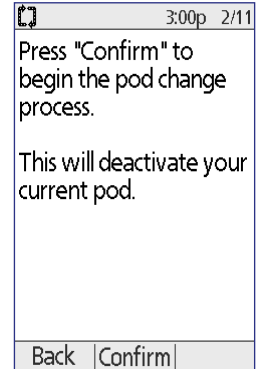 3:00p 2/11
Press "Confirm" to
begin the pod change
process.
This will deactivate your
current pod.
Back Confirm